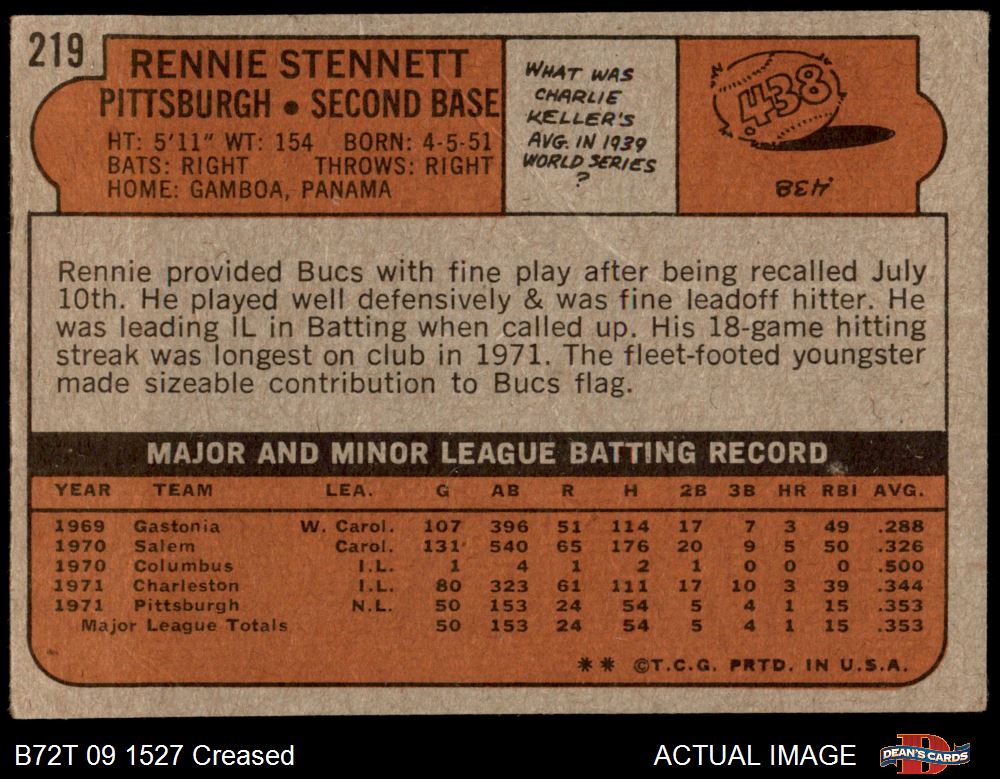 219
RENNIE STENNETT
PITTSBURGH • SECOND BASE
HT: 5'11" WT: 154 BORN: 4-5-51
BATS: RIGHT THROWS: RIGHT
HOME: GAMBOA, PANAMA
WHAT WAS
CHARLIE
KELLER'S
AVG. IN 1939
WORLD SERIES
?
.438
.438
Rennie provided Bucs with fine play after being recalled July
10th. He played well defensively & was fine leadoff hitter. He
was leading IL in Batting when called up. His 18-game hitting
streak was longest on club in 1971. The fleet-footed youngster
made sizeable contribution to Bucs flag.
MAJOR AND MINOR LEAGUE BATTING RECORD
YEAR TEAM LEA. G AB R H 2B 3B HR RBI AVG.
1969 Gastonia W. Carol. 107 396 51 114 17 7 3 49 .288
1970 Salem Carol. 131 540 65 176 20 9 5 50 .326
1970 Columbus I.L. 1 4 1 2 1 0 0 0 .500
1971 Charleston I.L. 80 323 61 111 17 10 3 39 .344
1971 Pittsburgh N.L. 50 153 24 54 5 4 1 15 .353
Major League Totals 50 153 24 54 5 4 1 15 .353
** ©T.C.G. PRTD. IN U.S.A.
B72T 09 1527 Creased
ACTUAL IMAGE
D
DEAN'S CARDS